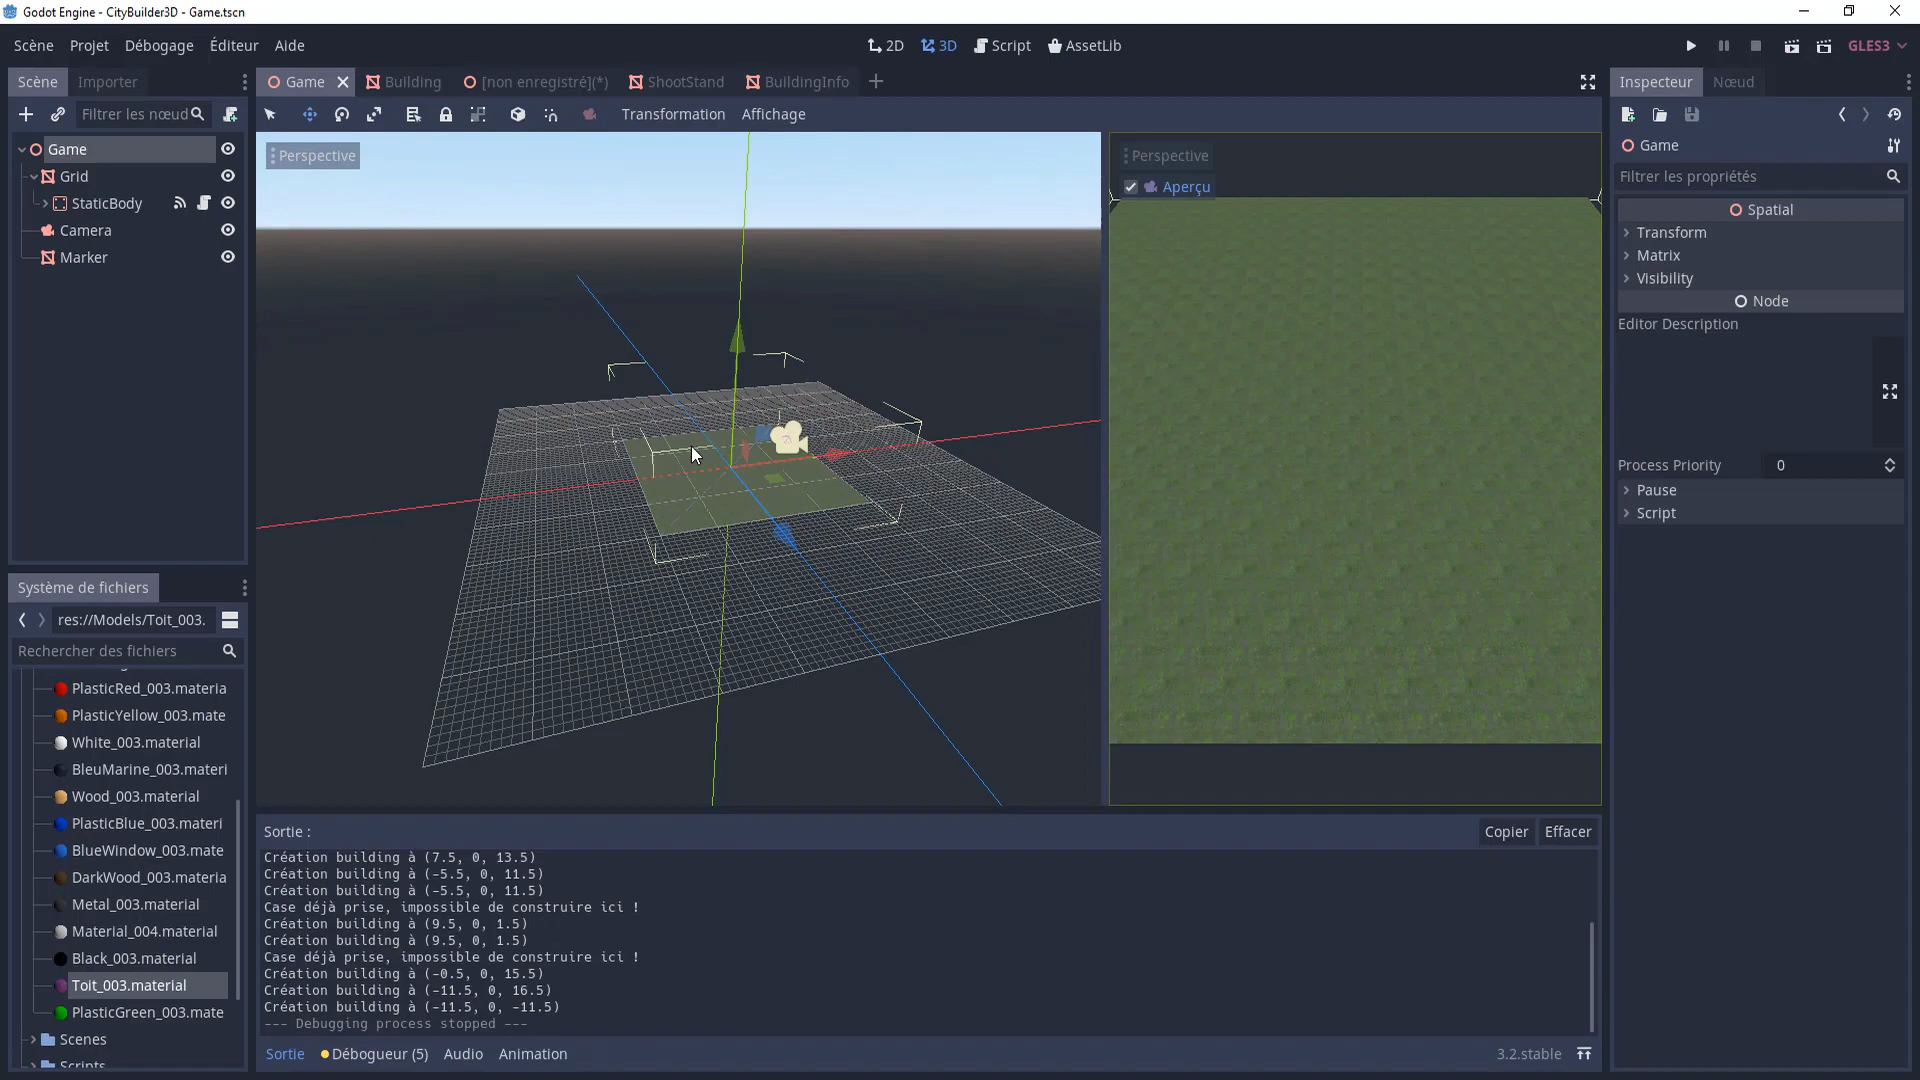 Godot Engine - CityBuilder3D - Game.tscn
Scène Projet Débogage Éditeur Aide
2D 3D Script AssetLib
GLES3
Scène Importer
Game Building [non enregistré](*) ShootStand BuildingInfo
Inspecteur Nœud
Filtrer les nœud
Transformation Affichage
Game
Grid
StaticBody
Camera
Marker
Perspective
Perspective
Aperçu
Game
Filtrer les propriétés
Spatial
Transform
Matrix
Visibility
Node
Editor Description
Process Priority 0
Pause
Script
Système de fichiers
res://Models/Toit_003.
Rechercher des fichiers
PlasticRed_003.materia
PlasticYellow_003.mate
White_003.material
BleuMarine_003.materi
Wood_003.material
PlasticBlue_003.materi
BlueWindow_003.mate
DarkWood_003.materia
Metal_003.material
Material_004.material
Black_003.material
Toit_003.material
PlasticGreen_003.mate
Scenes
Scripts
Sortie :
Copier Effacer
Création building à (7.5, 0, 13.5)
Création building à (-5.5, 0, 11.5)
Création building à (-5.5, 0, 11.5)
Case déjà prise, impossible de construire ici !
Création building à (9.5, 0, 1.5)
Création building à (9.5, 0, 1.5)
Case déjà prise, impossible de construire ici !
Création building à (-0.5, 0, 15.5)
Création building à (-11.5, 0, 16.5)
Création building à (-11.5, 0, -11.5)
--- Debugging process stopped ---
Sortie Débogueur (5) Audio Animation
3.2.stable